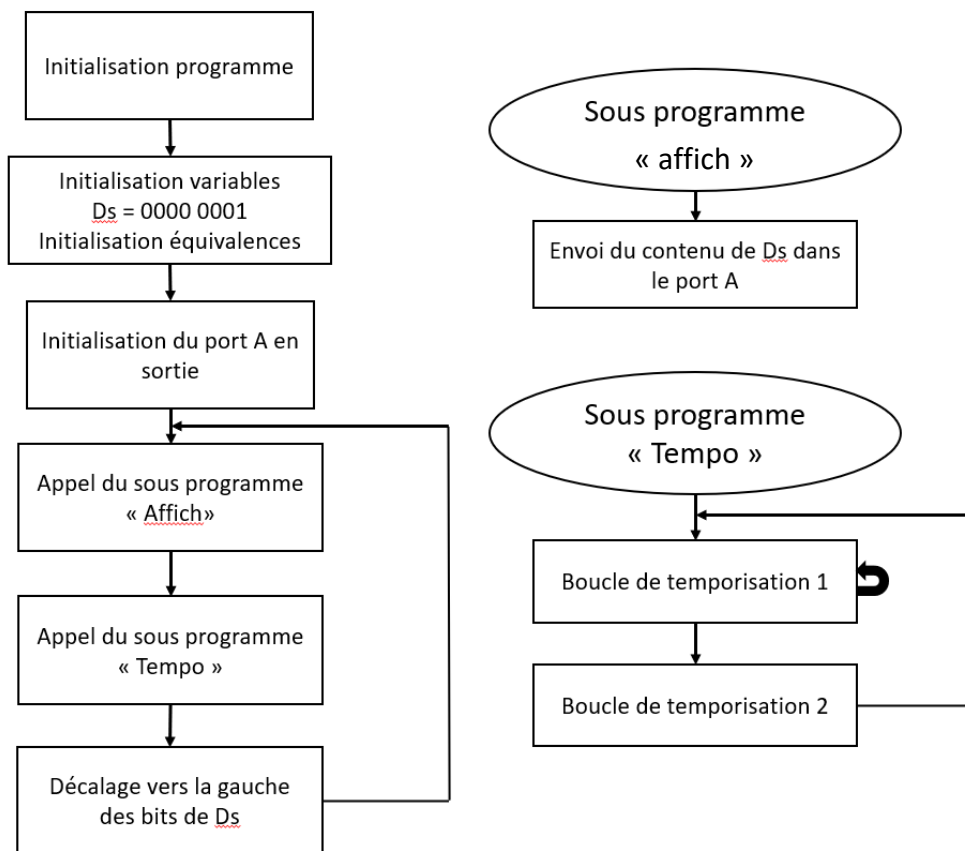 Initialisation programme
Initialisation variables
Ds = 0000 0001
Initialisation équivalences
Initialisation du port A en
sortie
Appel du sous programme
« Affich»
Appel du sous programme
« Tempo »
Décalage vers la gauche
des bits de Ds
Sous programme
« affich »
Envoi du contenu de Ds dans
le port A
Sous programme
« Tempo »
Boucle de temporisation 1
Boucle de temporisation 2